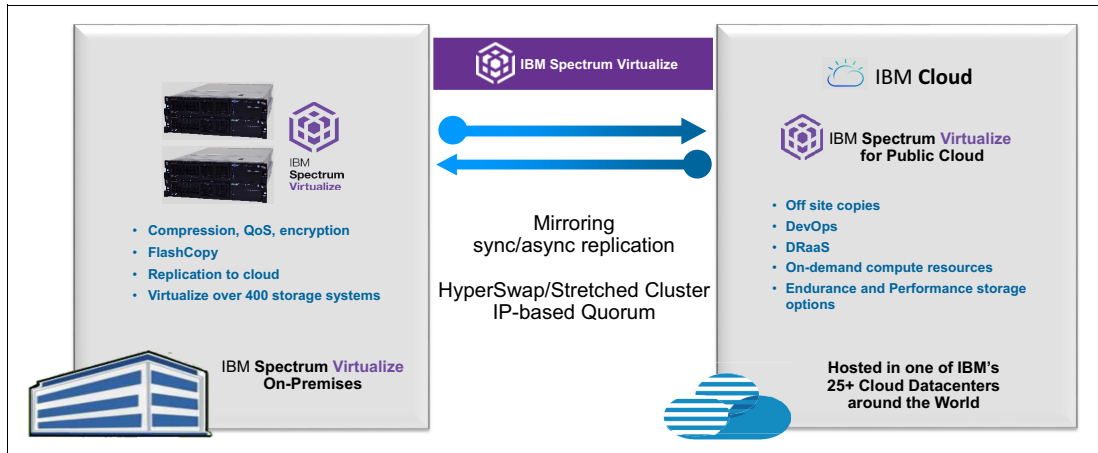 IBM
Spectrum
Virtualize
• Compression, QoS, encryption
• FlashCopy
• Replication to cloud
• Virtualize over 400 storage systems
IBM Spectrum Virtualize
On-Premises
IBM Spectrum Virtualize
Mirroring
sync/async replication
HyperSwap/Stretched Cluster
IP-based Quorum
IBM Cloud
IBM Spectrum Virtualize
for Public Cloud
• Off site copies
• DevOps
• DRaaS
• On-demand compute resources
• Endurance and Performance storage
options
Hosted in one of IBM's
25+ Cloud Datacenters
around the World